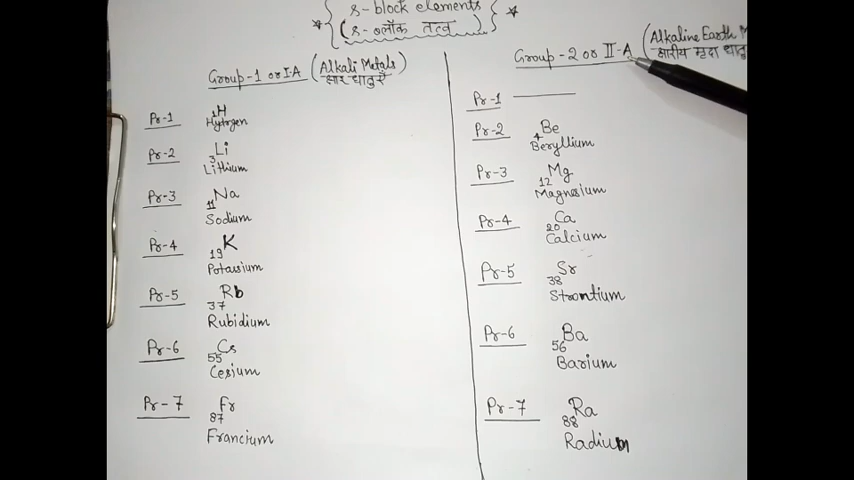 s-block elements
(s-ब्लॉक तत्व)
Group-1 or I-A (Alkali Metals)
क्षार धातुएँ
Pr-1 1H
Hydrgen
Pr-2 3Li
Lithium
Pr-3 11Na
Sodium
Pr-4 19K
Potassium
Pr-5 37Rb
Rubidium
Pr-6 55Cs
Cesium
Pr-7 87Fr
Francium
Group-2 or II-A (Alkaline Earth M
क्षारीय मृदा धातु
Pr-1
Pr-2 4Be
Beryllium
Pr-3 12Mg
Magnesium
Pr-4 20Ca
Calcium
Pr-5 38Sr
Strontium
Pr-6 56Ba
Barium
Pr-7 88Ra
Radium